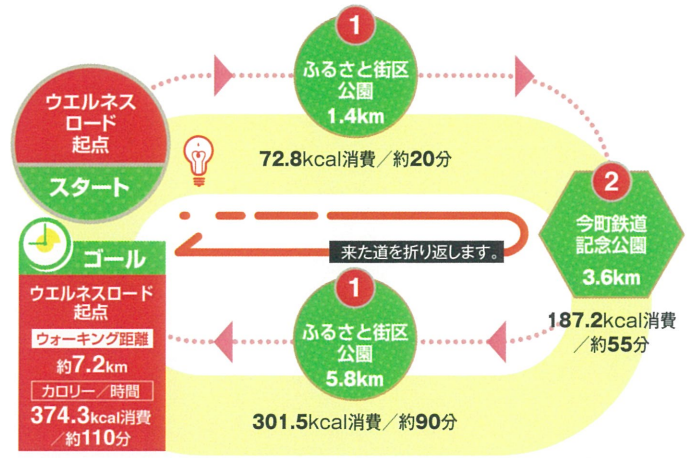 ウエルネス
ロード
起点
スタート
1
ふるさと街区
公園
1.4km
72.8kcal消費／約20分
2
今町鉄道
記念公園
3.6km
187.2kcal消費
／約55分
来た道を折り返します。
1
ふるさと街区
公園
5.8km
301.5kcal消費／約90分
ゴール
ウエルネスロード
起点
ウォーキング距離
約7.2km
カロリー／時間
374.3kcal消費
／約110分